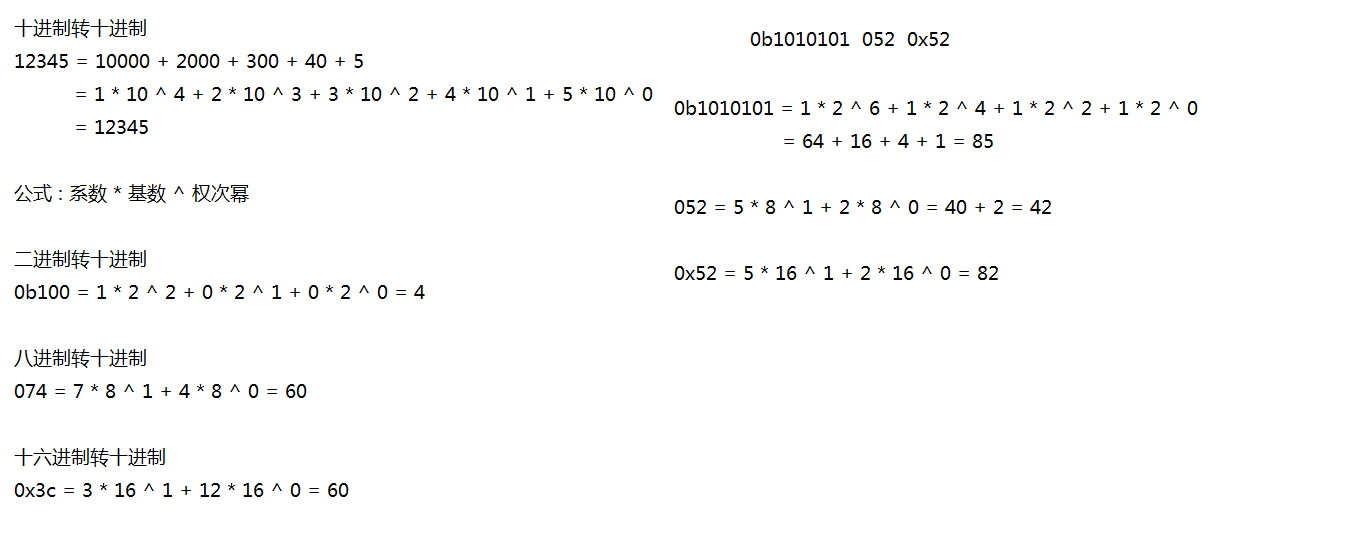 十进制转十进制
12345 = 10000 + 2000 + 300 + 40 + 5
= 1 * 10 ^ 4 + 2 * 10 ^ 3 + 3 * 10 ^ 2 + 4 * 10 ^ 1 + 5 * 10 ^ 0
= 12345
公式 : 系数 * 基数 ^ 权次幂
二进制转十进制
0b100 = 1 * 2 ^ 2 + 0 * 2 ^ 1 + 0 * 2 ^ 0 = 4
八进制转十进制
074 = 7 * 8 ^ 1 + 4 * 8 ^ 0 = 60
十六进制转十进制
0x3c = 3 * 16 ^ 1 + 12 * 16 ^ 0 = 60
0b1010101 052 0x52
0b1010101 = 1 * 2 ^ 6 + 1 * 2 ^ 4 + 1 * 2 ^ 2 + 1 * 2 ^ 0
= 64 + 16 + 4 + 1 = 85
052 = 5 * 8 ^ 1 + 2 * 8 ^ 0 = 40 + 2 = 42
0x52 = 5 * 16 ^ 1 + 2 * 16 ^ 0 = 82